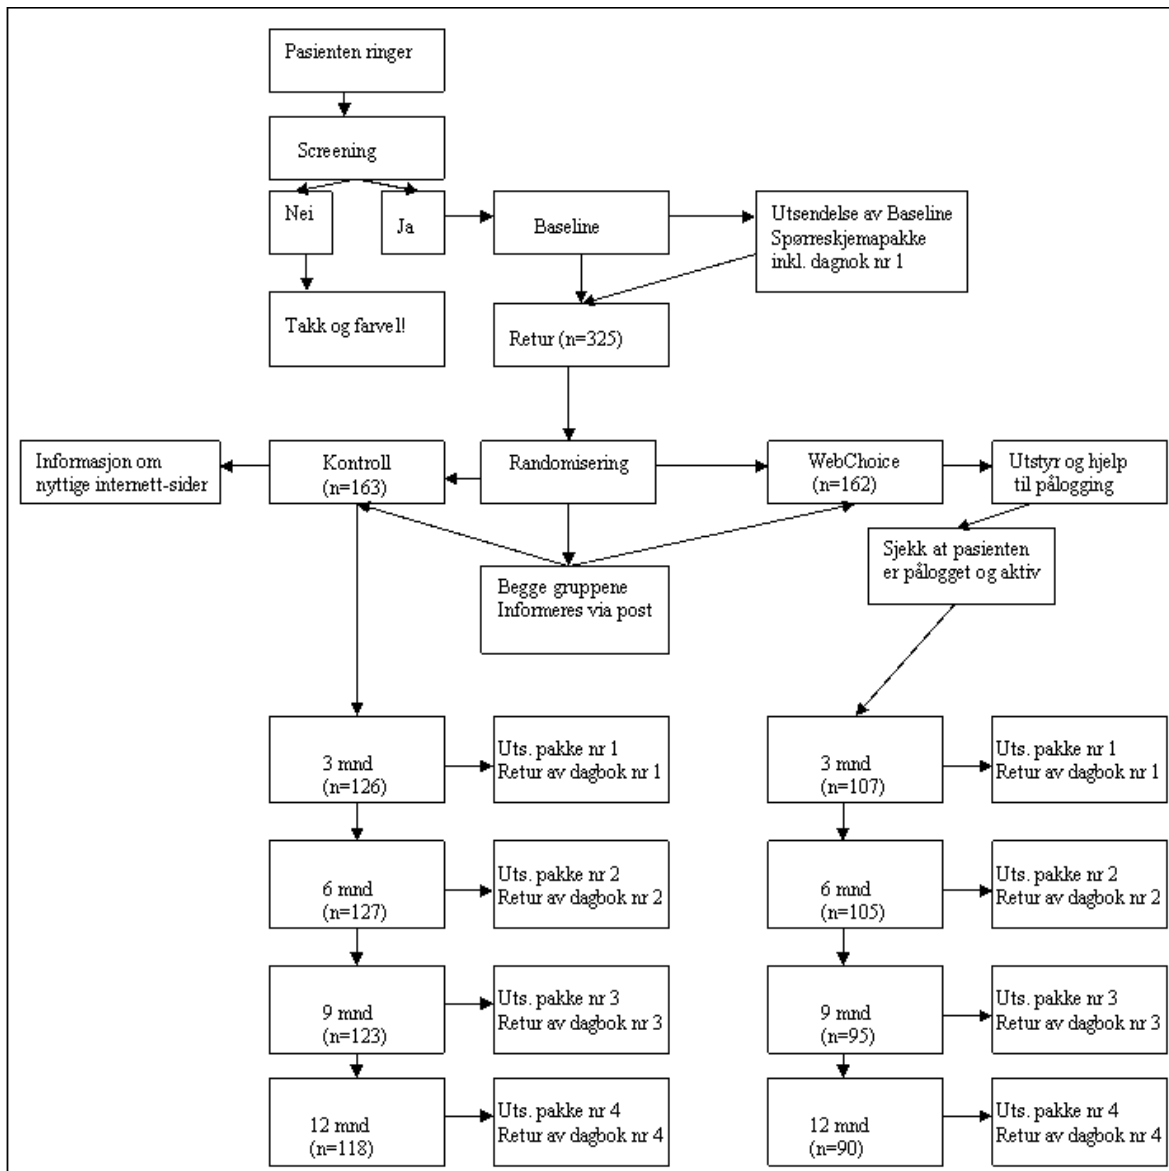 Pasienten ringer
Screening
Nei
Ja
Baseline
Utsendelse av Baseline
Spørreskjemapakke
inkl. dagnok nr 1
Takk og farvel!
Retur (n=325)
Informasjon om
nyttige internett-sider
Kontroll
(n=163)
Randomisering
WebChoice
(n=162)
Utstyr og hjelp
til pålogging
Sjekk at pasienten
er pålogget og aktiv
Begge gruppene
Informeres via post
3 mnd
(n=126)
Uts. pakke nr 1
Retur av dagbok nr 1
3 mnd
(n=107)
Uts. pakke nr 1
Retur av dagbok nr 1
6 mnd
(n=127)
Uts. pakke nr 2
Retur av dagbok nr 2
6 mnd
(n=105)
Uts. pakke nr 2
Retur av dagbok nr 2
9 mnd
(n=123)
Uts. pakke nr 3
Retur av dagbok nr 3
9 mnd
(n=95)
Uts. pakke nr 3
Retur av dagbok nr 3
12 mnd
(n=118)
Uts. pakke nr 4
Retur av dagbok nr 4
12 mnd
(n=90)
Uts. pakke nr 4
Retur av dagbok nr 4